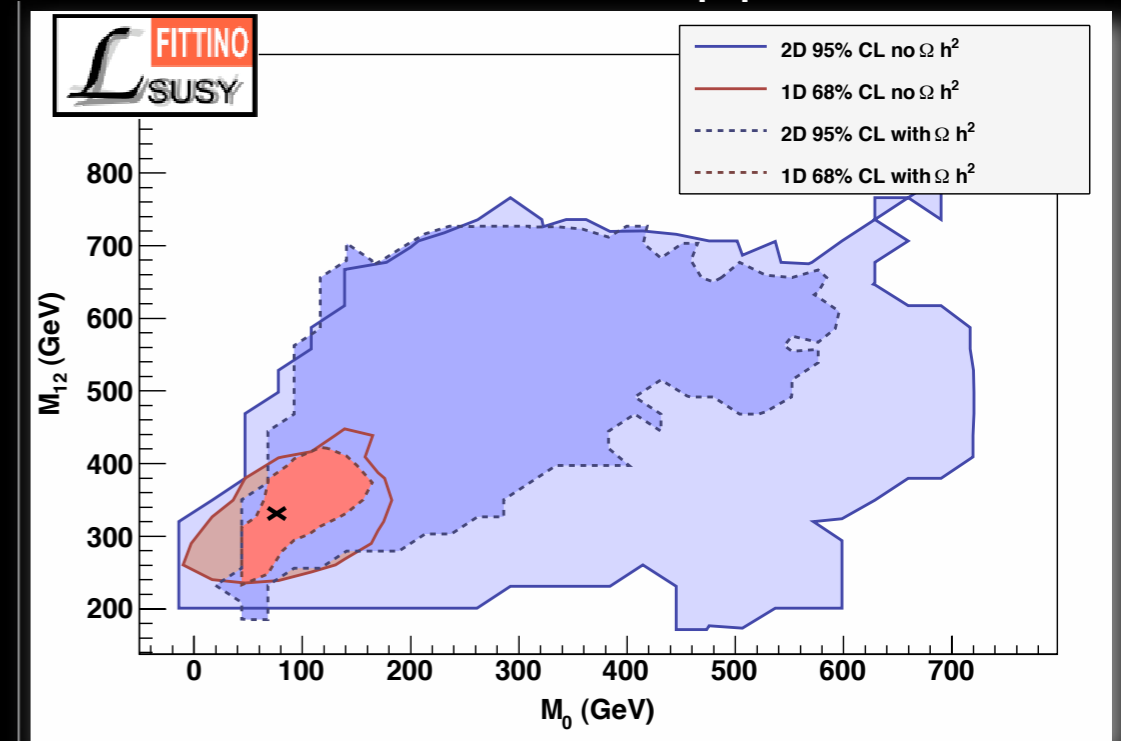 FITTINO
L
SUSY
2D 95% CL no Ω h²
1D 68% CL no Ω h²
2D 95% CL with Ω h²
1D 68% CL with Ω h²
800
700
600
500
400
300
200
M₁₂ (GeV)
0 100 200 300 400 500 600 700
M₀ (GeV)